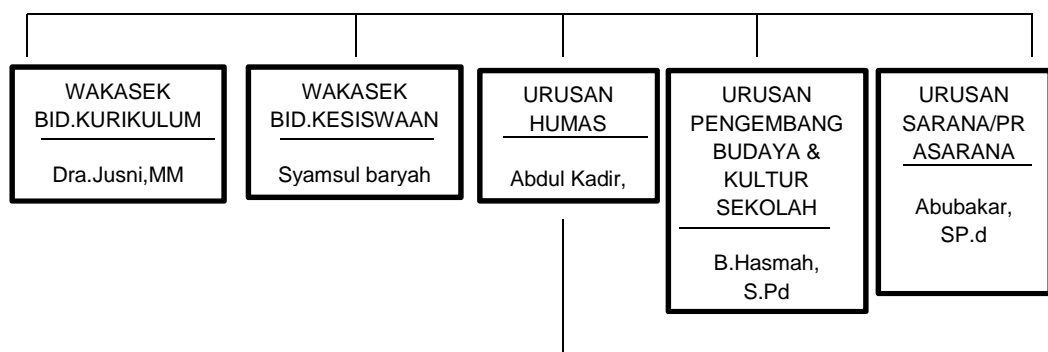 WAKASEK
BID.KURIKULUM
Dra.Jusni,MM
WAKASEK
BID.KESISWAAN
Syamsul baryah
URUSAN
HUMAS
Abdul Kadir,
URUSAN
PENGEMBANG
BUDAYA &
KULTUR
SEKOLAH
B.Hasmah,
S.Pd
URUSAN
SARANA/PR
ASARANA
Abubakar,
SP.d